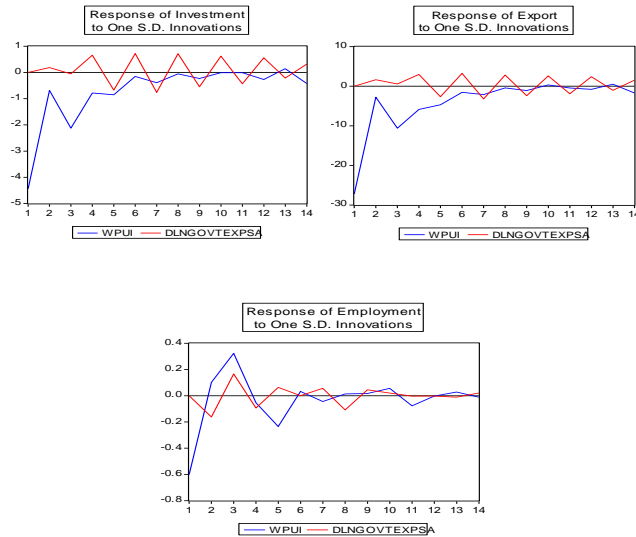 Response of Investment
to One S.D. Innovations
1
0
-1
-2
-3
-4
-5
1 2 3 4 5 6 7 8 9 10 11 12 13 14
WPUI DLNGOVTEXPSA
Response of Export
to One S.D. Innovations
10
0
-10
-20
-30
1 2 3 4 5 6 7 8 9 10 11 12 13 14
WPUI DLNGOVTEXPSA
Response of Employment
to One S.D. Innovations
0.4
0.2
0.0
-0.2
-0.4
-0.6
-0.8
1 2 3 4 5 6 7 8 9 10 11 12 13 14
WPUI DLNGOVTEXPSA